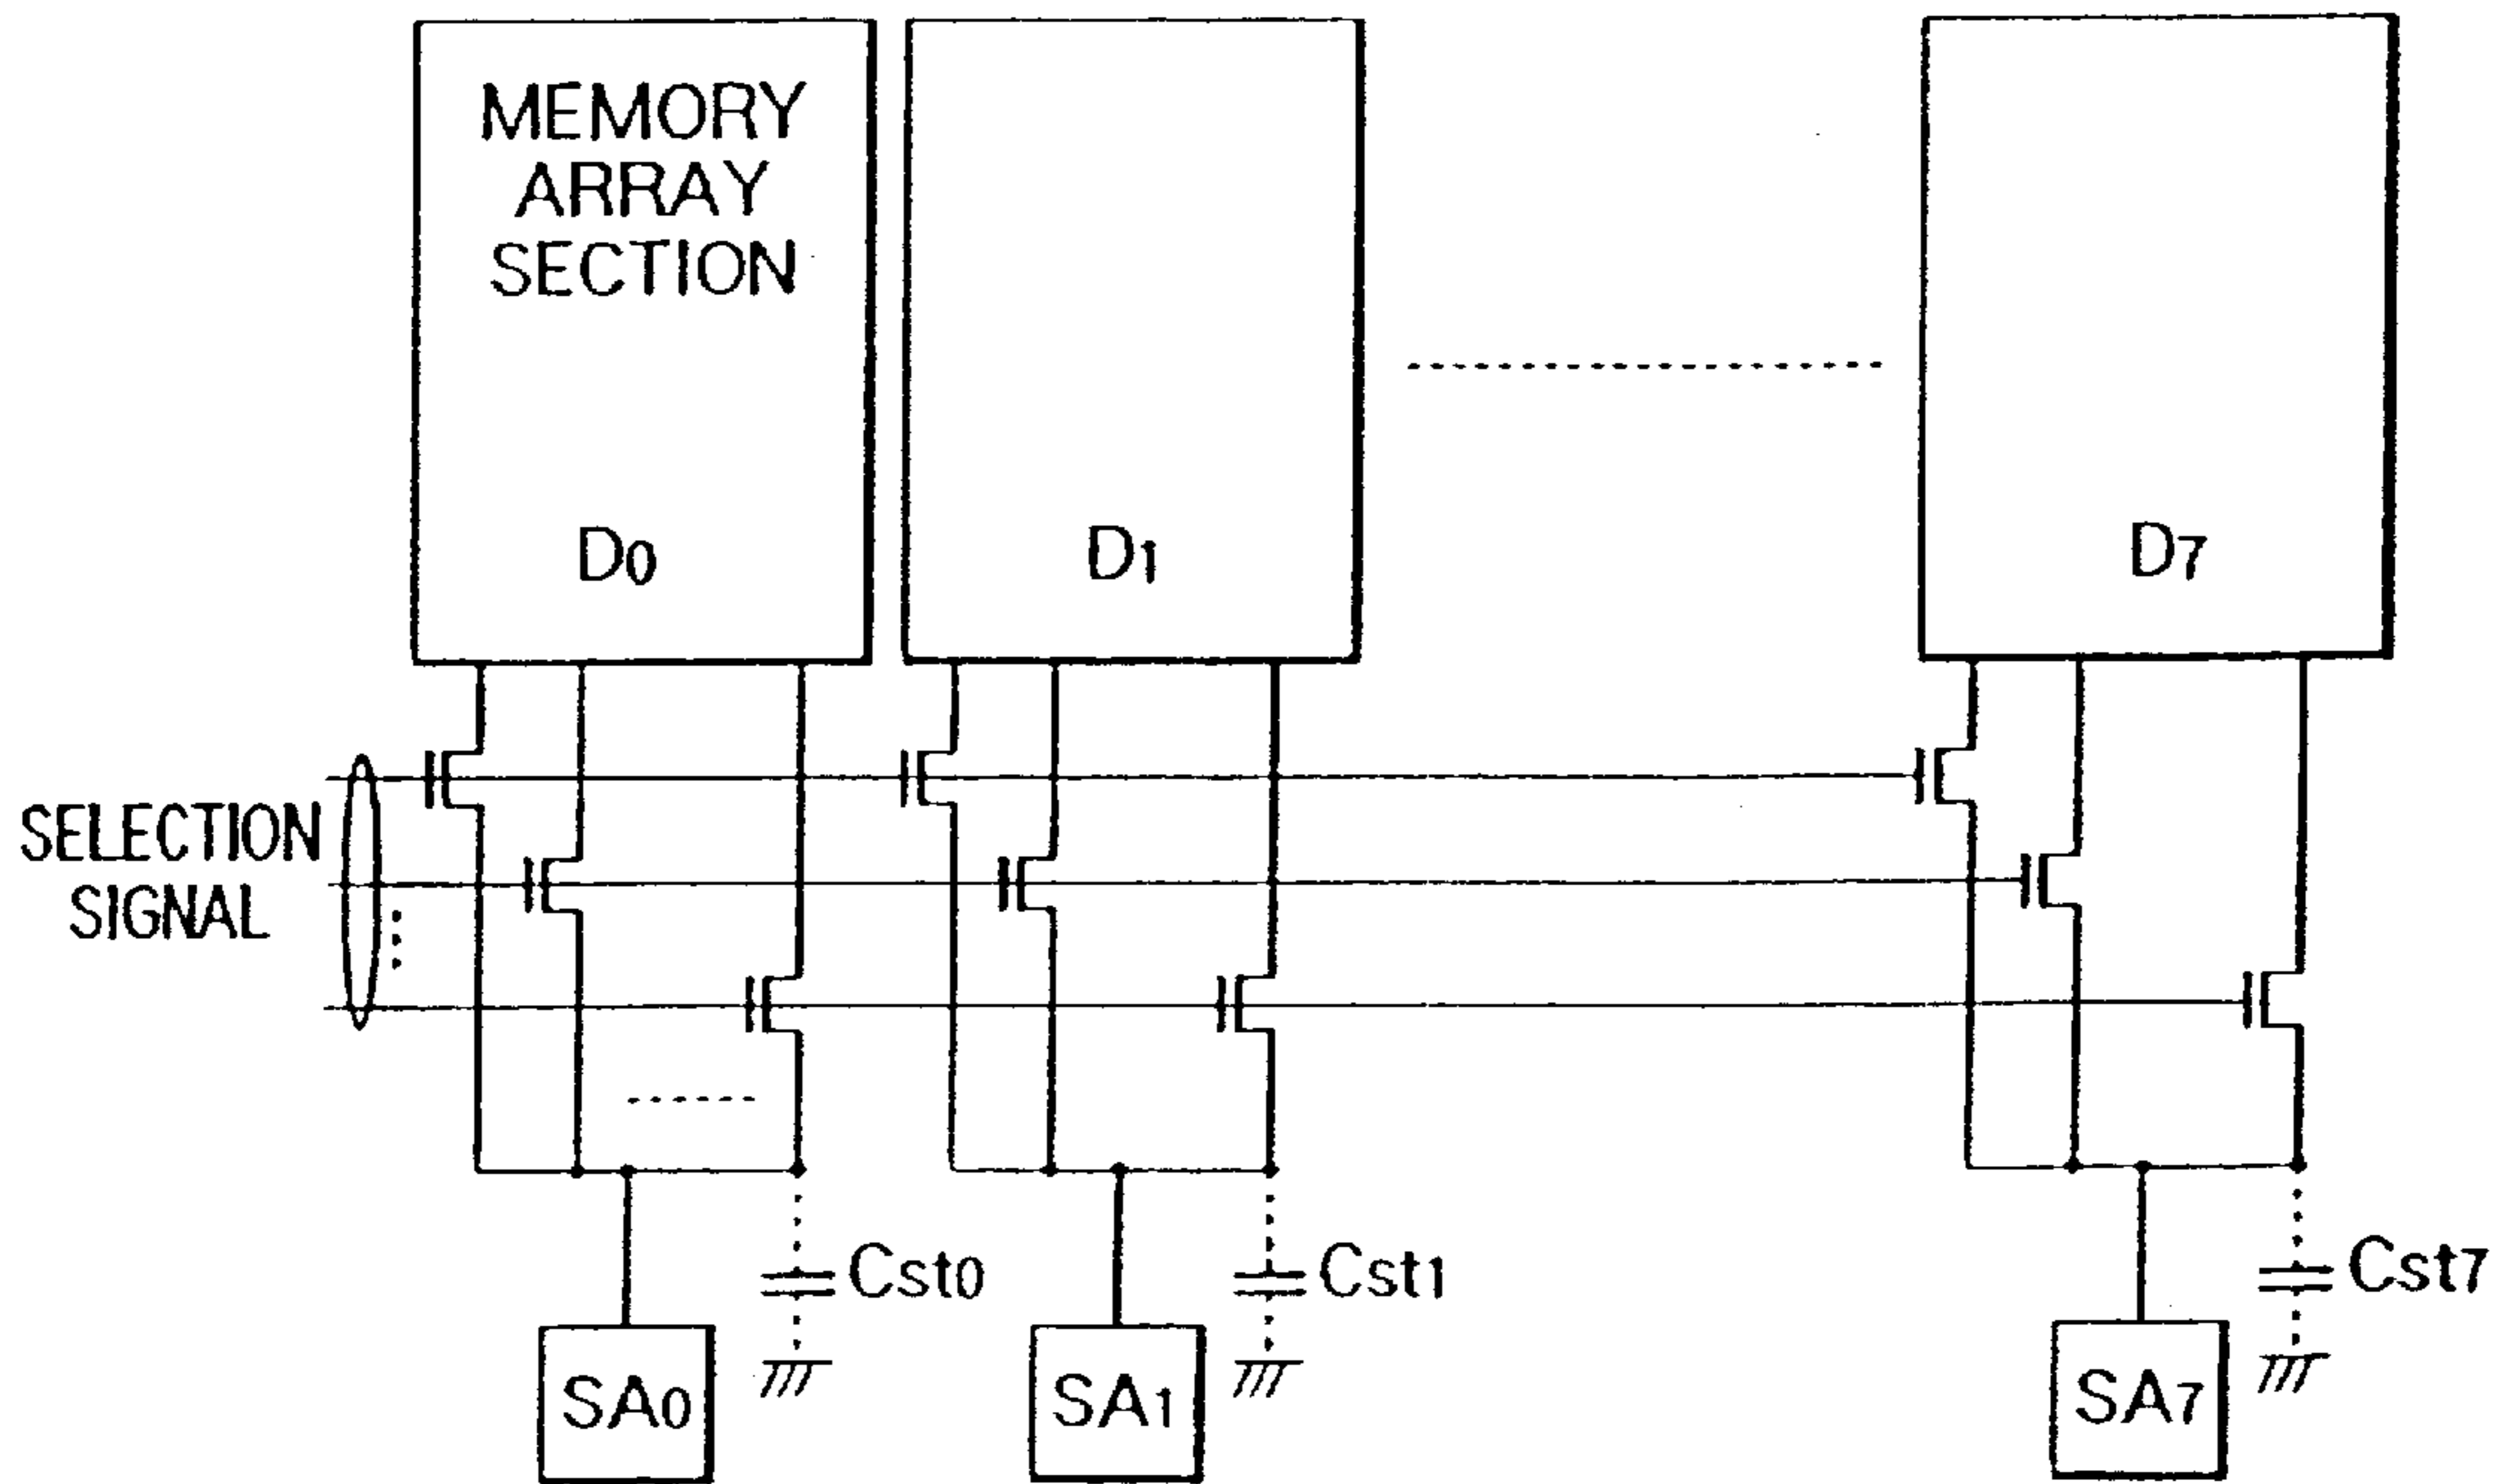 MEMORY
ARRAY
SECTION
D0
D1
D7
SELECTION
SIGNAL
Cst0
Cst1
Cst7
SA0
SA1
SA7